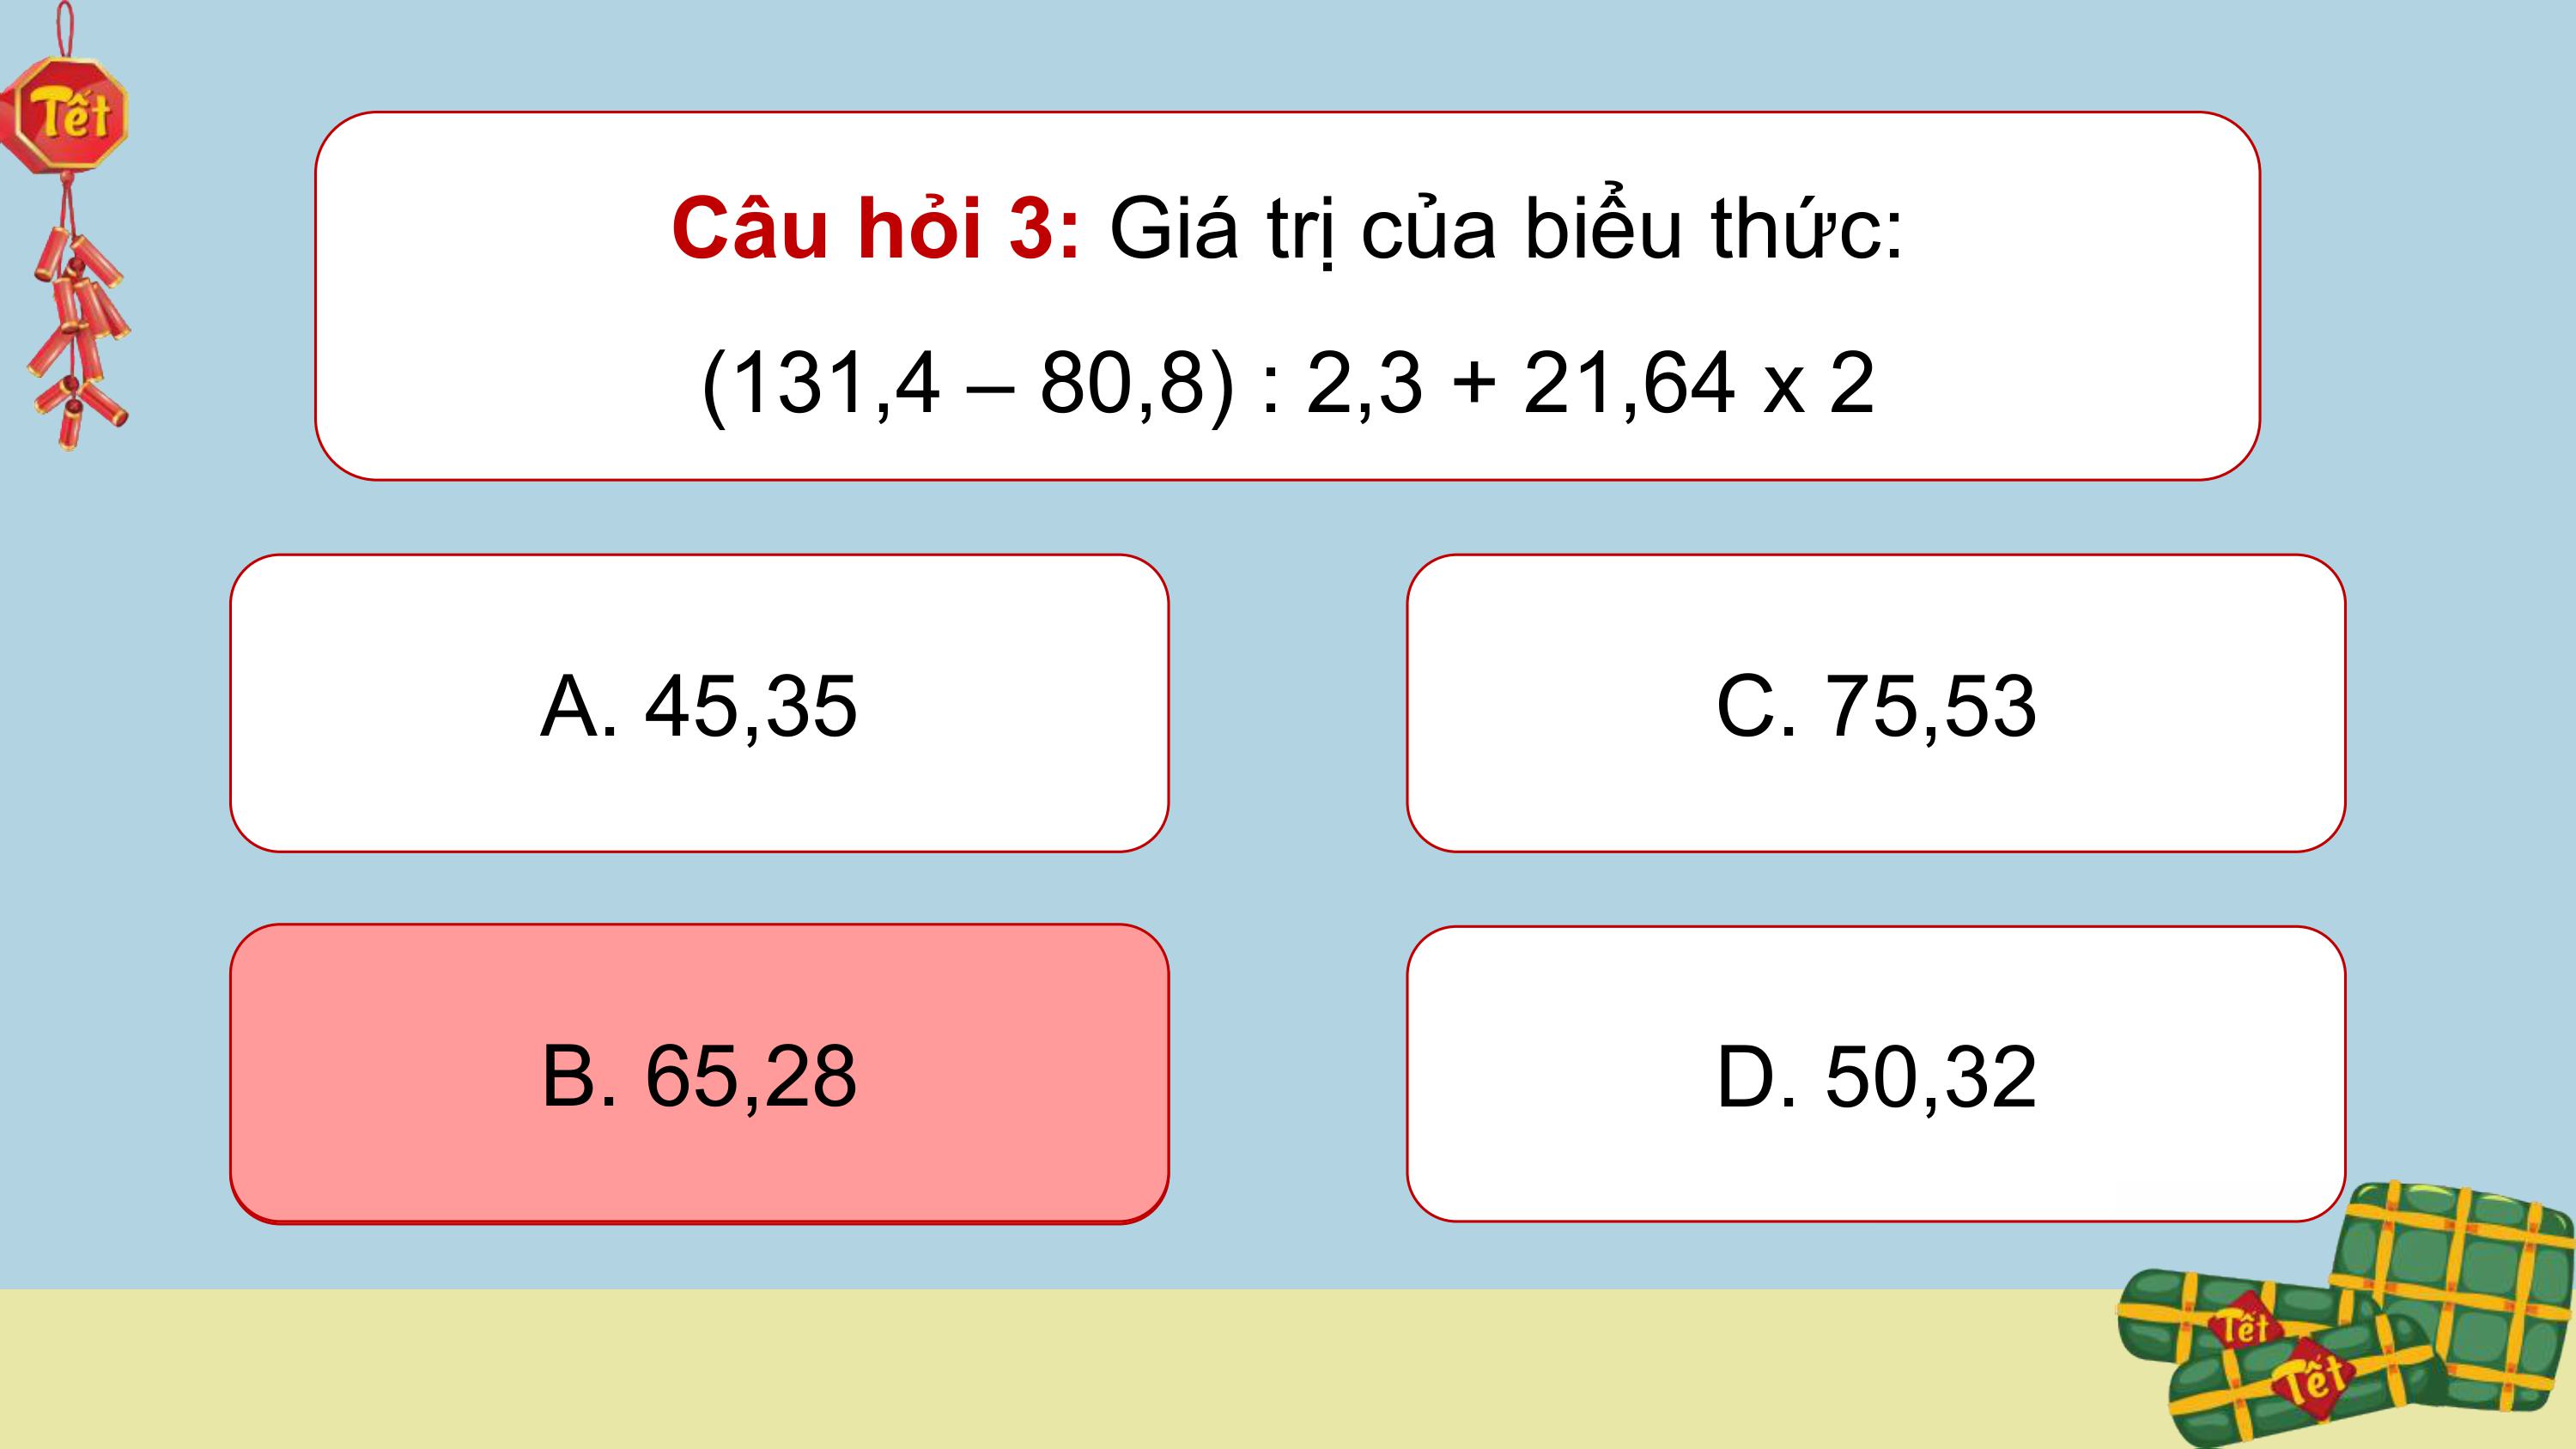 Tết
Câu hỏi 3: Giá trị của biểu thức:
(131,4 – 80,8) : 2,3 + 21,64 x 2
A. 45,35
C. 75,53
B. 65,28
D. 50,32
Tết
Tết